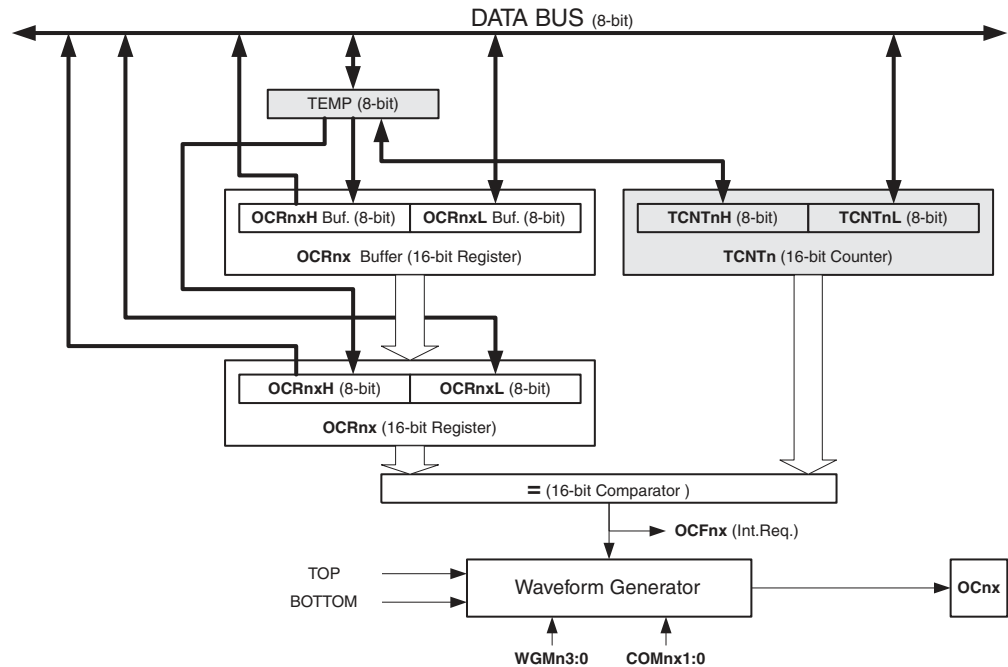 DATA BUS (8-bit)
TEMP (8-bit)
OCRnxH Buf. (8-bit) OCRnxL Buf. (8-bit)
OCRnx Buffer (16-bit Register)
TCNTnH (8-bit) TCNTnL (8-bit)
TCNTn (16-bit Counter)
OCRnxH (8-bit) OCRnxL (8-bit)
OCRnx (16-bit Register)
= (16-bit Comparator )
OCFnx (Int.Req.)
TOP
BOTTOM
Waveform Generator
OCnx
WGMn3:0 COMnx1:0